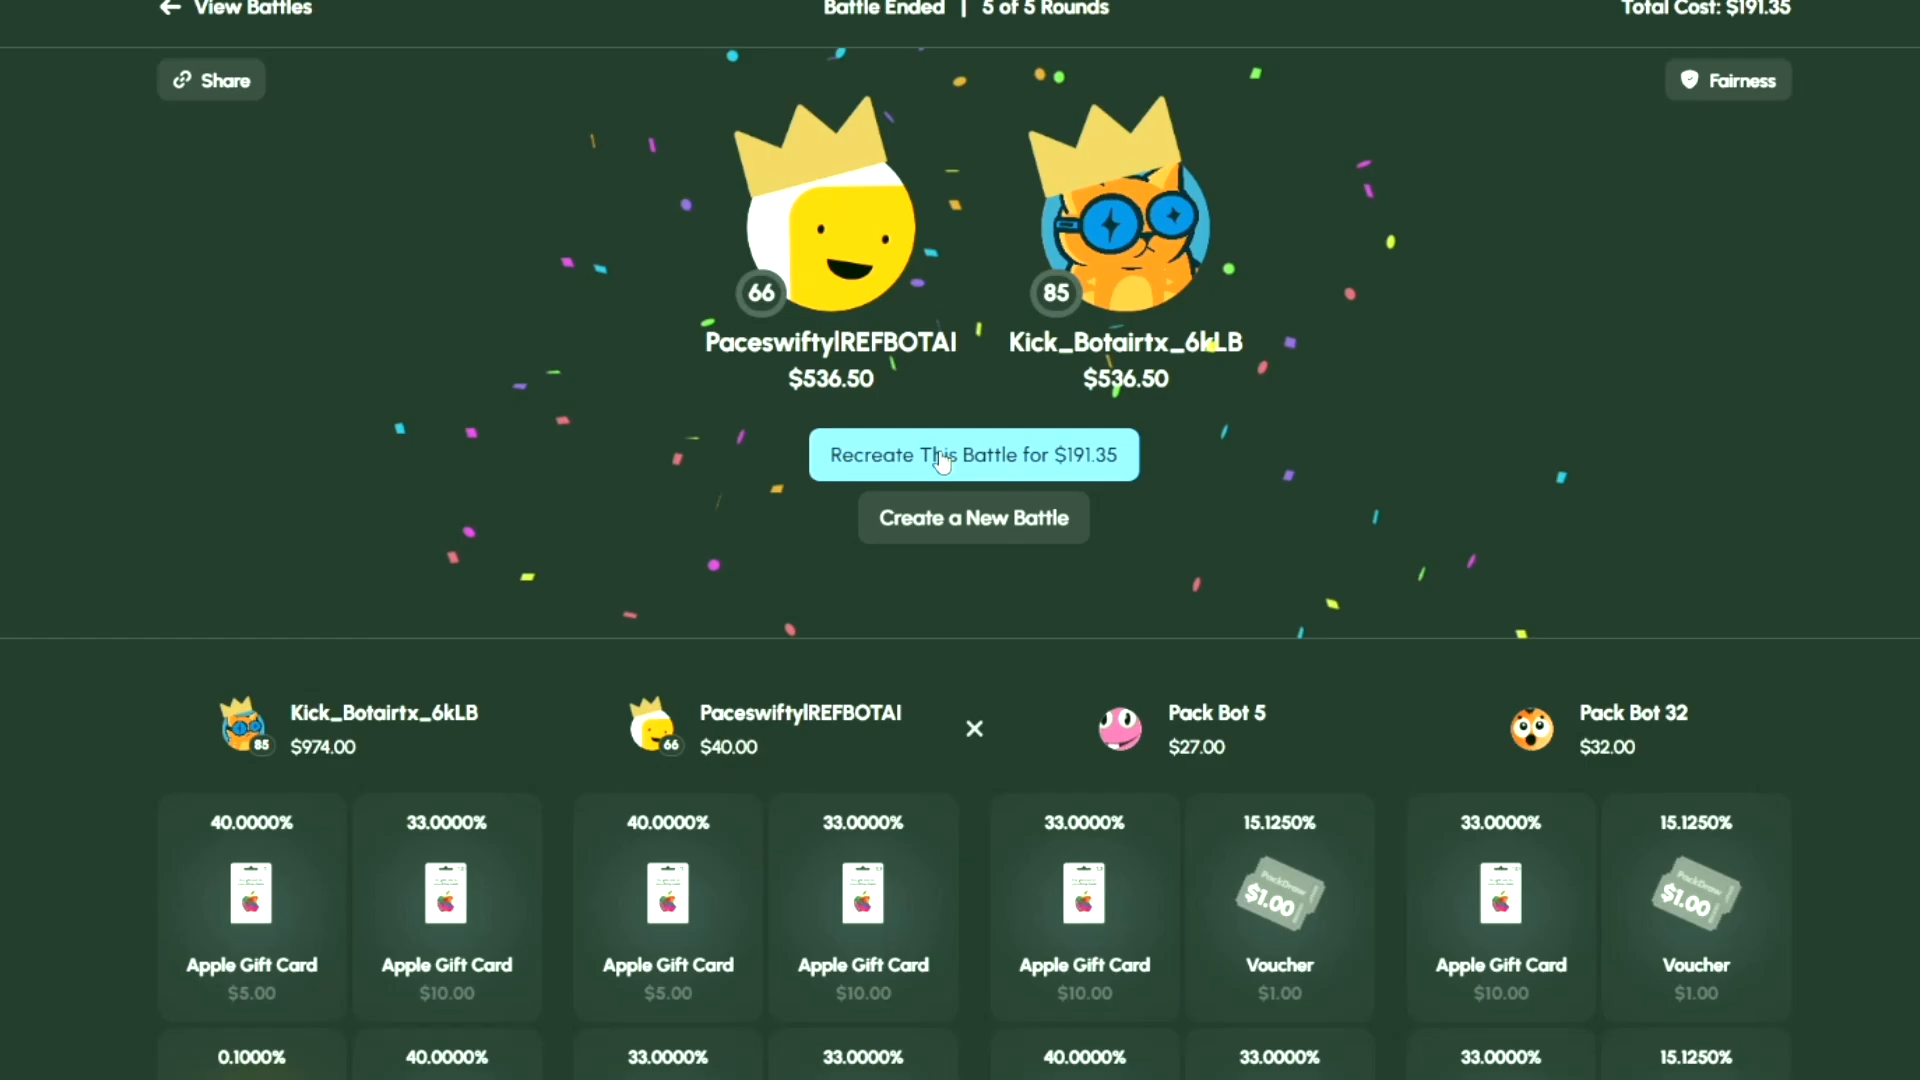 View Battles
Battle Ended | 5 of 5 Rounds
Total Cost: $191.35
Share
Fairness
66
85
PaceswiftylREFBOTAI
Kick_Botairtx_6kLB
$536.50
$536.50
Recreate This Battle for $191.35
Create a New Battle
Kick_Botairtx_6kLB
85
$974.00
PaceswiftylREFBOTAI
66
$40.00
Pack Bot 5
$27.00
Pack Bot 32
$32.00
40.0000%
33.0000%
40.0000%
33.0000%
33.0000%
15.1250%
33.0000%
15.1250%
PackDraw
$1.00
PackDraw
$1.00
Apple Gift Card
Apple Gift Card
Apple Gift Card
Apple Gift Card
Apple Gift Card
Voucher
Apple Gift Card
Voucher
$5.00
$10.00
$5.00
$10.00
$10.00
$1.00
$10.00
$1.00
0.1000%
40.0000%
33.0000%
33.0000%
40.0000%
33.0000%
33.0000%
15.1250%